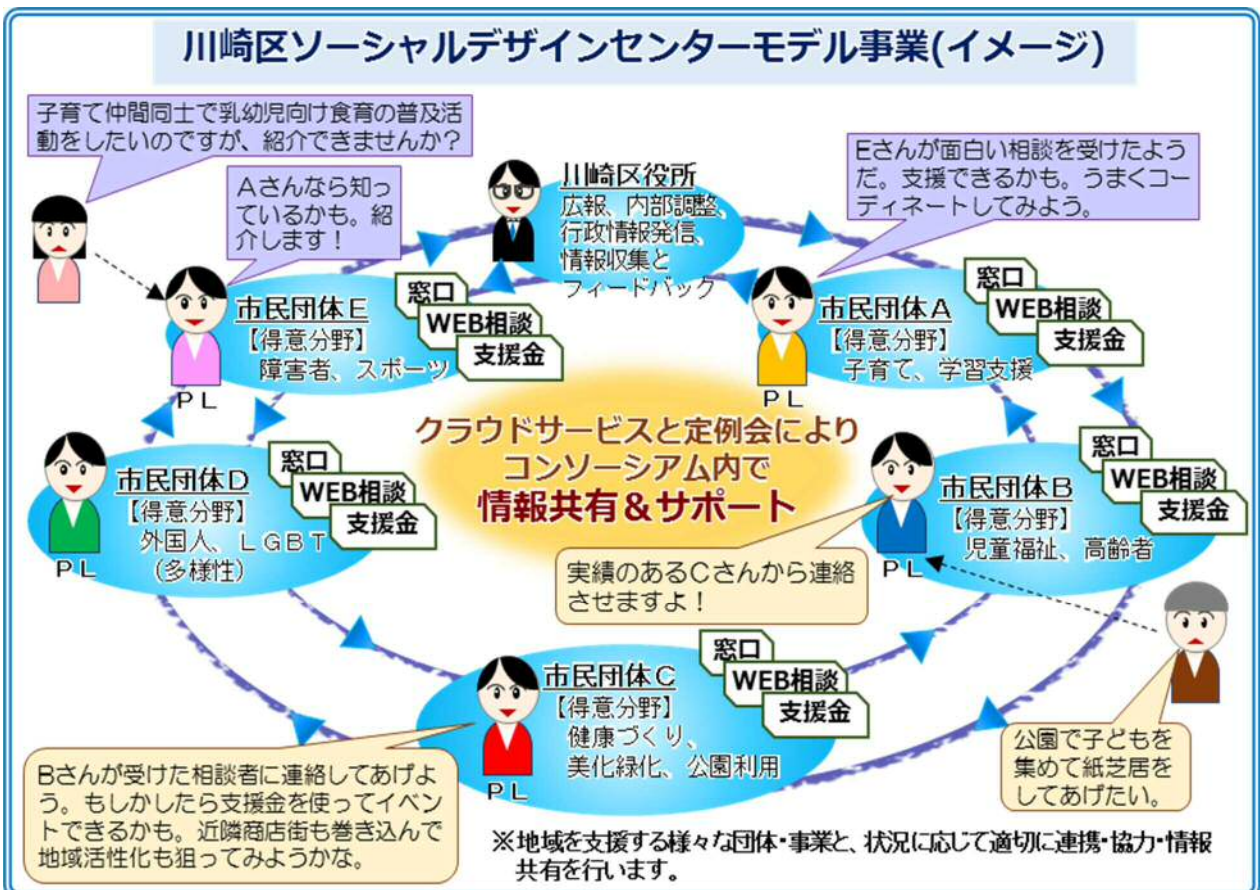 川崎区ソーシャルデザインセンターモデル事業(イメージ)
子育て仲間同士で乳幼児向け食育の普及活
動をしたいのですが、紹介できませんか？
Aさんなら知っ
ているかも。紹
介します！
川崎区役所
広報、内部調整、
行政情報発信、
情報収集と
フィードバック
Eさんが面白い相談を受けたよう
だ。支援できるかも。うまくコー
ディネートしてみよう。
市民団体E
【得意分野】
障害者、スポーツ
窓口
WEB相談
支援金
PL
市民団体A
【得意分野】
子育て、学習支援
窓口
WEB相談
支援金
PL
クラウドサービスと定例会により
コンソーシアム内で
情報共有＆サポート
市民団体D
【得意分野】
外国人、LGBT
(多様性)
窓口
WEB相談
支援金
PL
市民団体B
【得意分野】
児童福祉、高齢者
窓口
WEB相談
支援金
PL
実績のあるCさんから連絡
させますよ！
市民団体C
【得意分野】
健康づくり、
美化緑化、公園利用
窓口
WEB相談
支援金
PL
Bさんが受けた相談者に連絡してあげよ
う。もしかしたら支援金を使ってイベン
トできるかも。近隣商店街も巻き込んで
地域活性化も狙ってみようかな。
公園で子どもを
集めて紙芝居を
してあげたい。
※地域を支援する様々な団体・事業と、状況に応じて適切に連携・協力・情報
共有を行います。